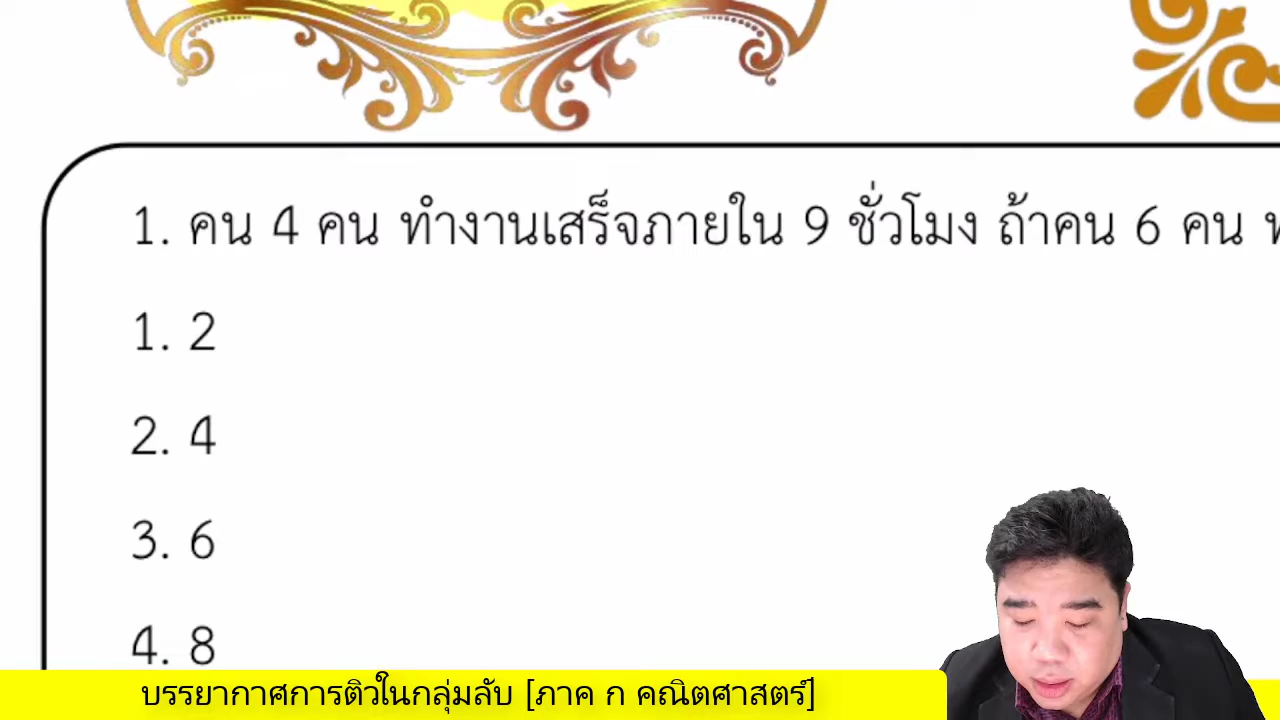 1. คน 4 คน ทำงานเสร็จภายใน 9 ชั่วโมง ถ้าคน 6 คน
1. 2
2. 4
3. 6
4. 8
บรรยากาศการติวในกลุ่มลับ [ภาค ก คณิตศาสตร์]